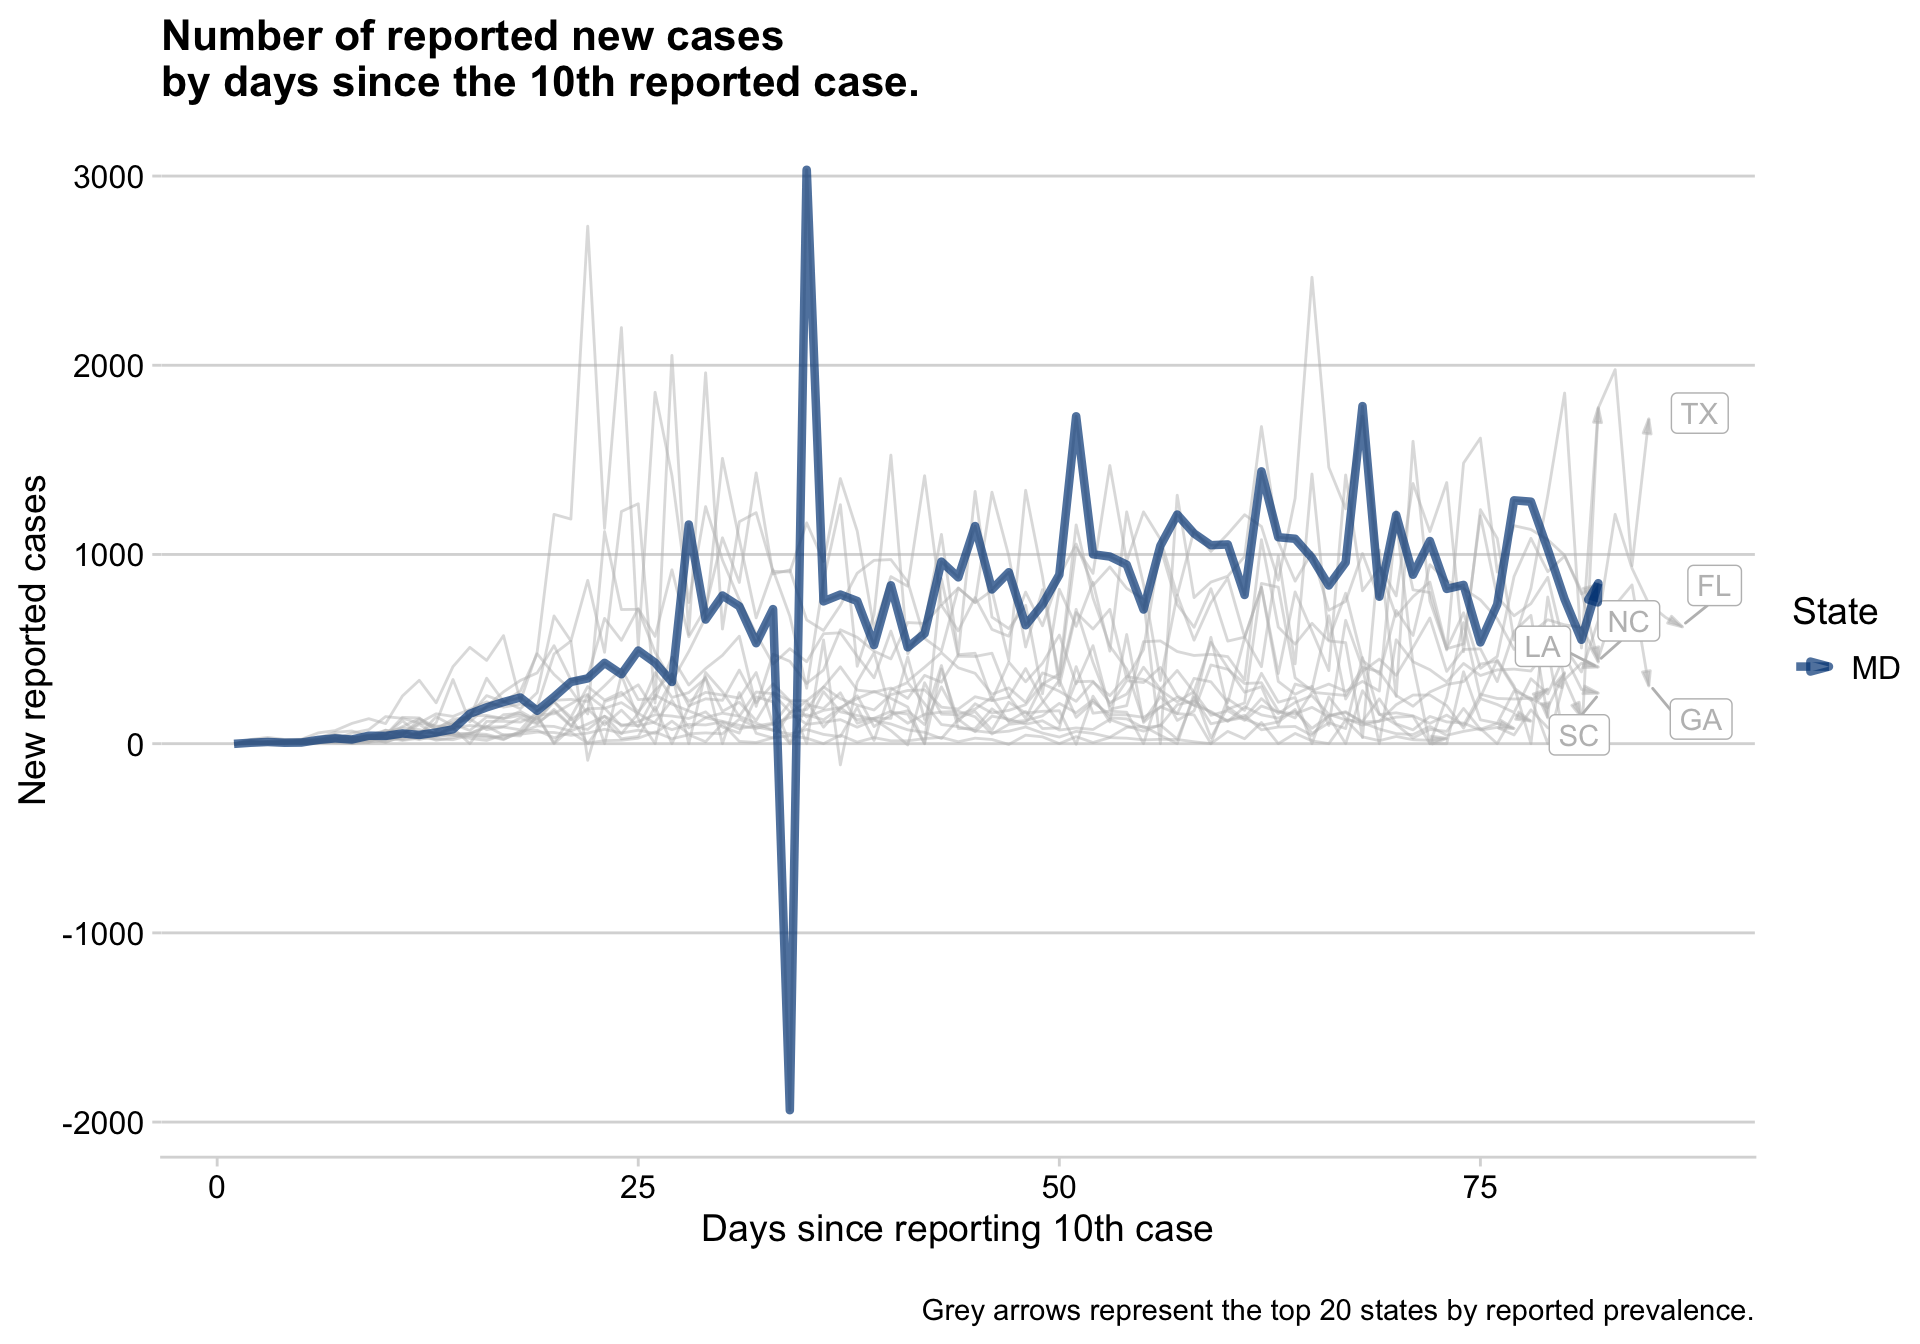 Number of reported new cases
by days since the 10th reported case.
3000
2000
1000
0
-1000
-2000
New reported cases
TX
FL
NC
LA
GA
SC
State
MD
0
25
50
75
Days since reporting 10th case
Grey arrows represent the top 20 states by reported prevalence.